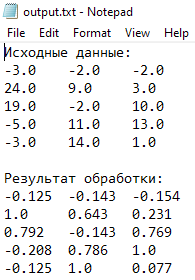 output.txt - Notepad
File Edit Format View Help
Исходные данные:
-3.0 -2.0 -2.0
24.0 9.0 3.0
19.0 -2.0 10.0
-5.0 11.0 13.0
-3.0 14.0 1.0
Результат обработки:
-0.125 -0.143 -0.154
1.0 0.643 0.231
0.792 -0.143 0.769
-0.208 0.786 1.0
-0.125 1.0 0.077